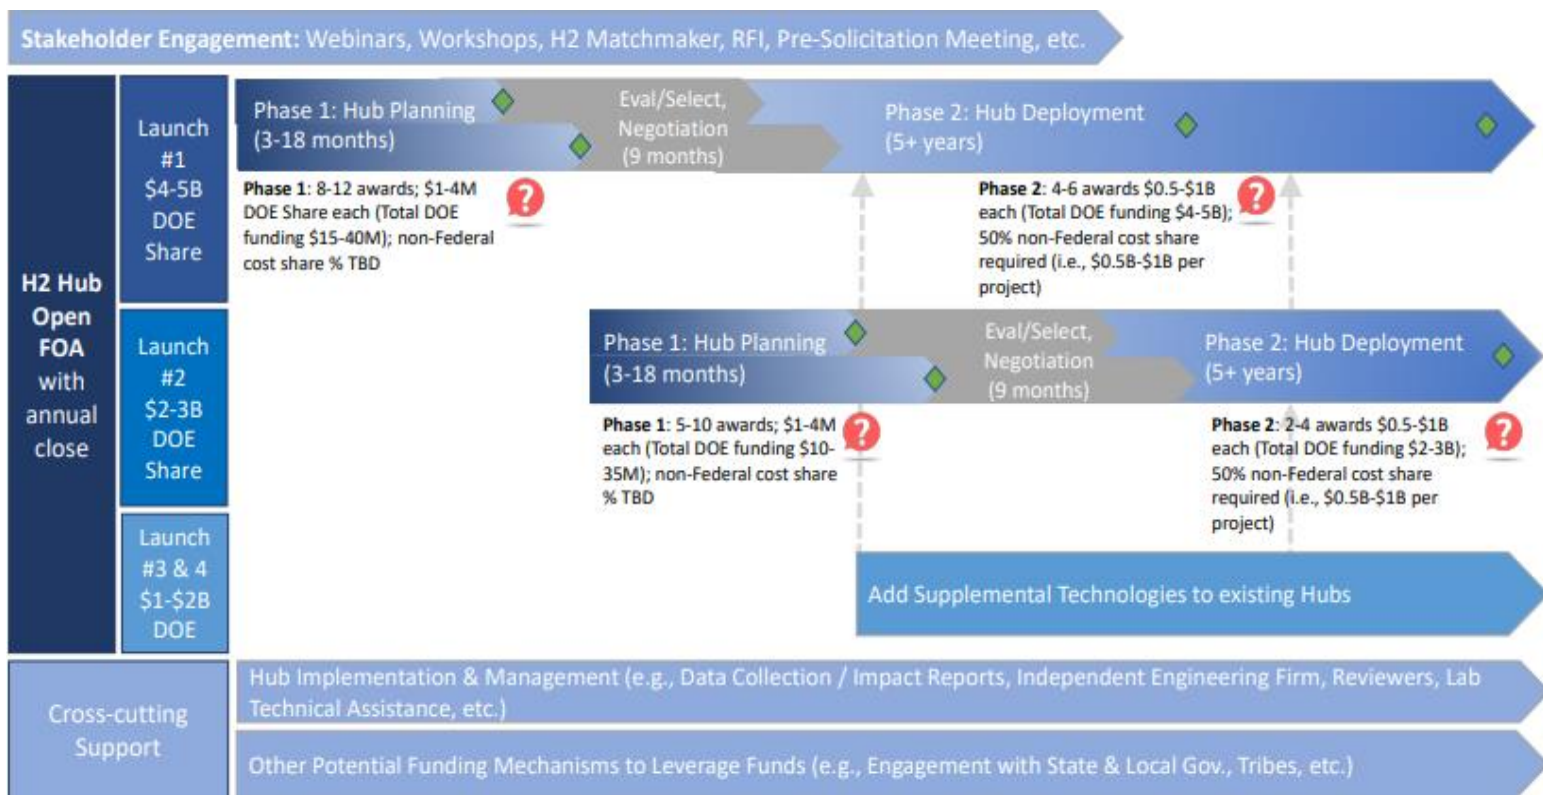 Stakeholder Engagement: Webinars, Workshops, H2 Matchmaker, RFI, Pre-Solicitation Meeting, etc.
H2 Hub
Open
FOA
with
annual
close
Launch
#1
$4-5B
DOE
Share
Phase 1: Hub Planning
(3-18 months)
Eval/Select,
Negotiation
(9 months)
Phase 2: Hub Deployment
(5+ years)
Phase 1: 8-12 awards; $1-4M
DOE Share each (Total DOE
funding $15-40M); non-Federal
cost share % TBD
?
Phase 2: 4-6 awards $0.5-$1B
each (Total DOE funding $4-5B);
50% non-Federal cost share
required (i.e., $0.5B-$1B per
project)
?
Launch
#2
$2-3B
DOE
Share
Phase 1: Hub Planning
(3-18 months)
Eval/Select,
Negotiation
(9 months)
Phase 2: Hub Deployment
(5+ years)
Phase 1: 5-10 awards; $1-4M
each (Total DOE funding $10-
35M); non-Federal cost share
% TBD
?
Phase 2: 2-4 awards $0.5-$1B
each (Total DOE funding $2-3B);
50% non-Federal cost share
required (i.e., $0.5B-$1B per
project)
?
Launch
#3 & 4
$1-$2B
DOE
Add Supplemental Technologies to existing Hubs
Cross-cutting
Support
Hub Implementation & Management (e.g., Data Collection / Impact Reports, Independent Engineering Firm, Reviewers, Lab
Technical Assistance, etc.)
Other Potential Funding Mechanisms to Leverage Funds (e.g., Engagement with State & Local Gov., Tribes, etc.)